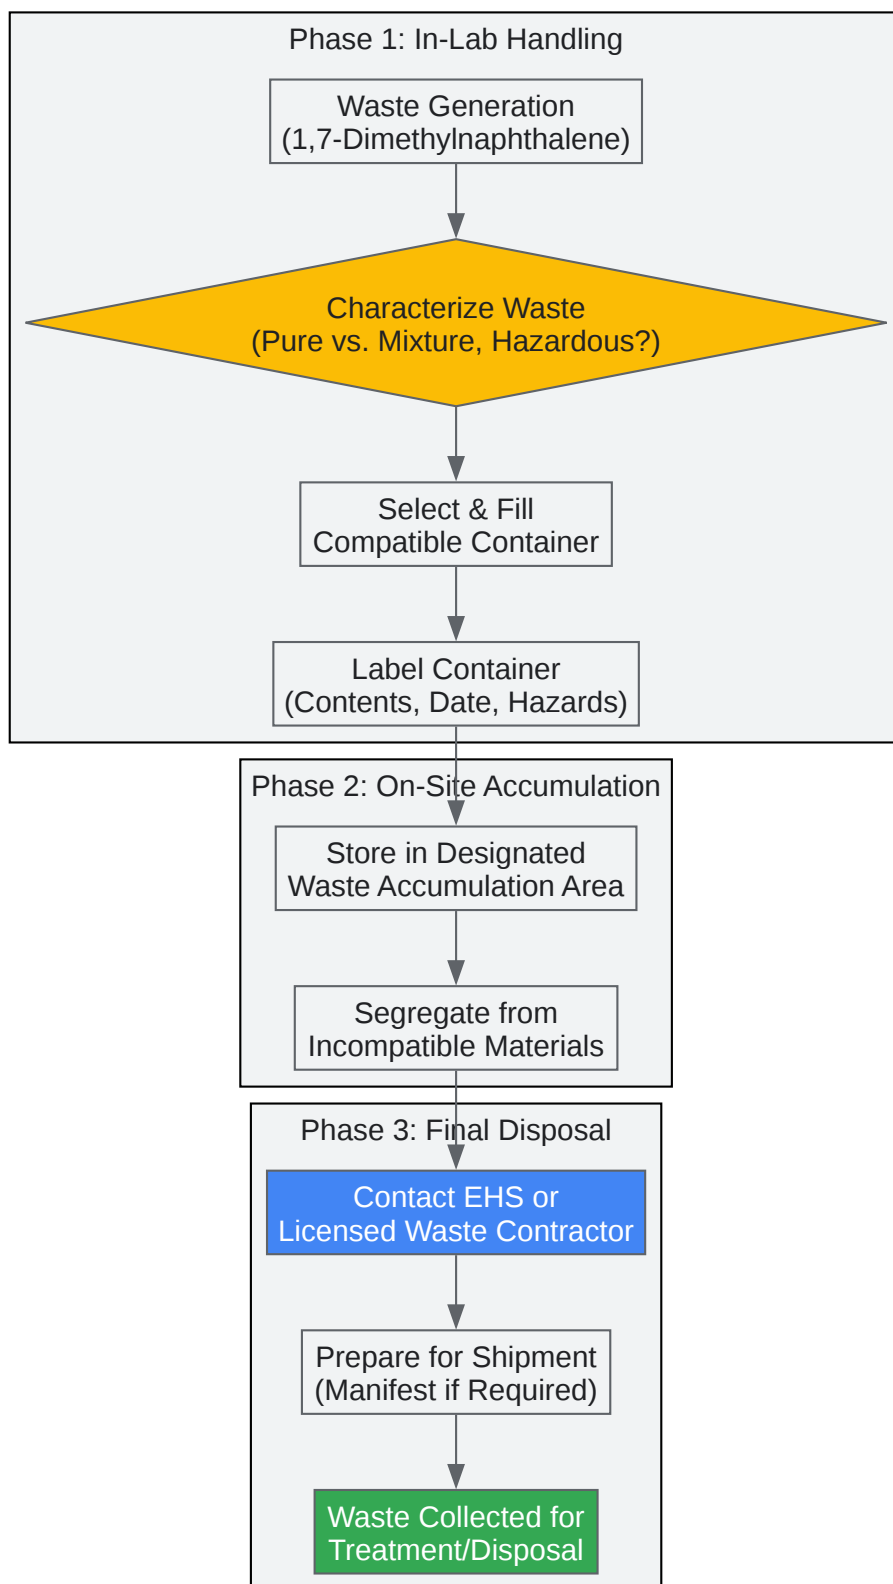 Phase 1: In-Lab Handling
Waste Generation
(1,7-Dimethylnaphthalene)
Characterize Waste
(Pure vs. Mixture, Hazardous?)
Select & Fill
Compatible Container
Label Container
(Contents, Date, Hazards)
Phase 2: On-Site Accumulation
Store in Designated
Waste Accumulation Area
Segregate from
Incompatible Materials
Phase 3: Final Disposal
Contact EHS or
Licensed Waste Contractor
Prepare for Shipment
(Manifest if Required)
Waste Collected for
Treatment/Disposal